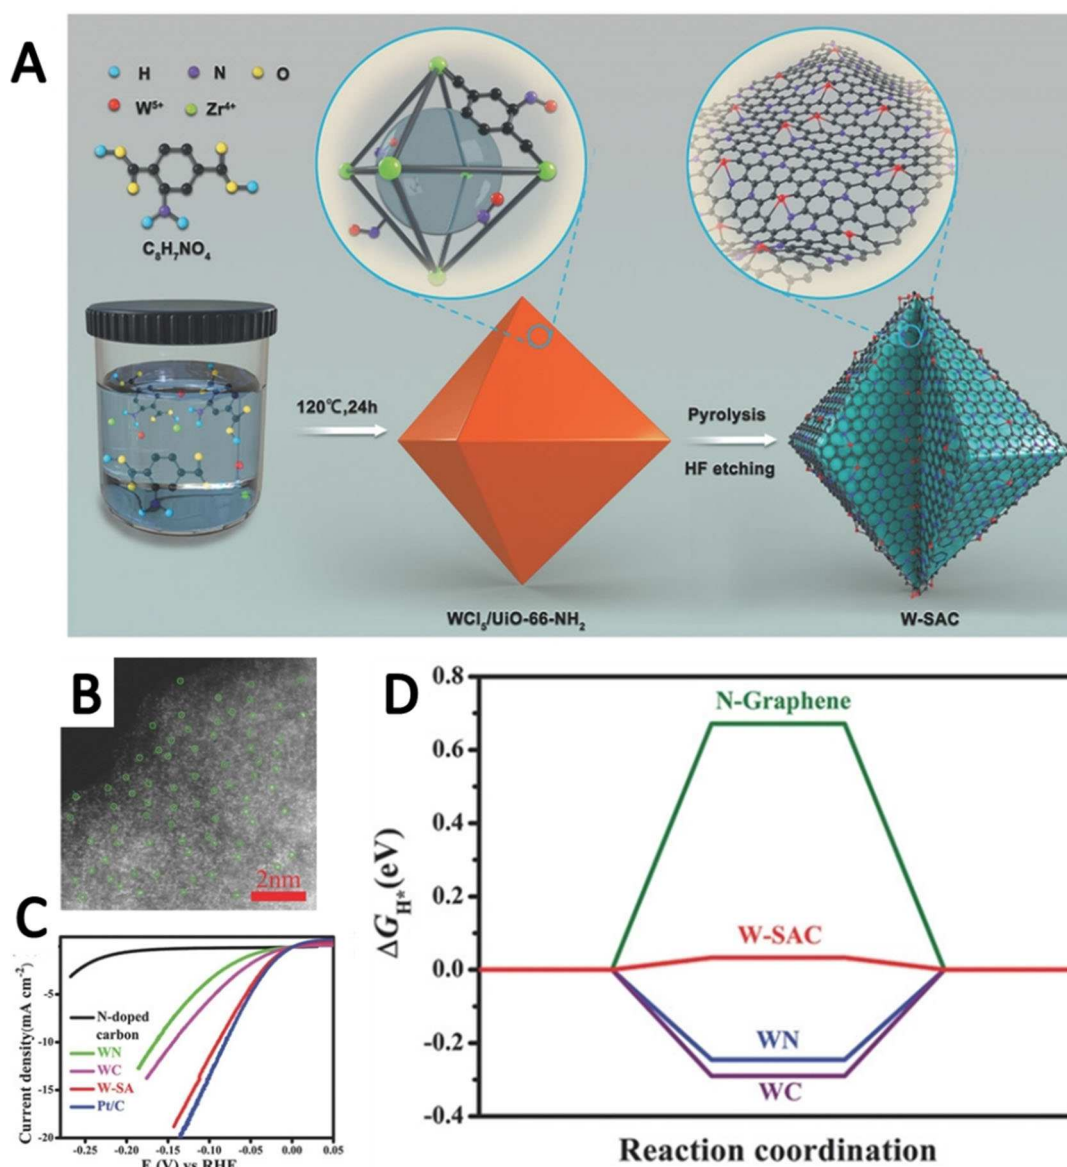 A
H N O
W⁵⁺ Zr⁴⁺
C₈H₇NO₄
120℃,24h
Pyrolysis
HF etching
WCl₅/UiO-66-NH₂
W-SAC
B
2nm
C
Current density(mA cm⁻²)
-5
-10
-15
-20
N-doped
carbon
WN
WC
W-SA
Pt/C
-0.25 -0.20 -0.15 -0.10 -0.05 0.00 0.05
E (V) vs RHE
D
ΔG_H*(eV)
0.8
0.6
0.4
0.2
0.0
-0.2
-0.4
N-Graphene
W-SAC
WN
WC
Reaction coordination